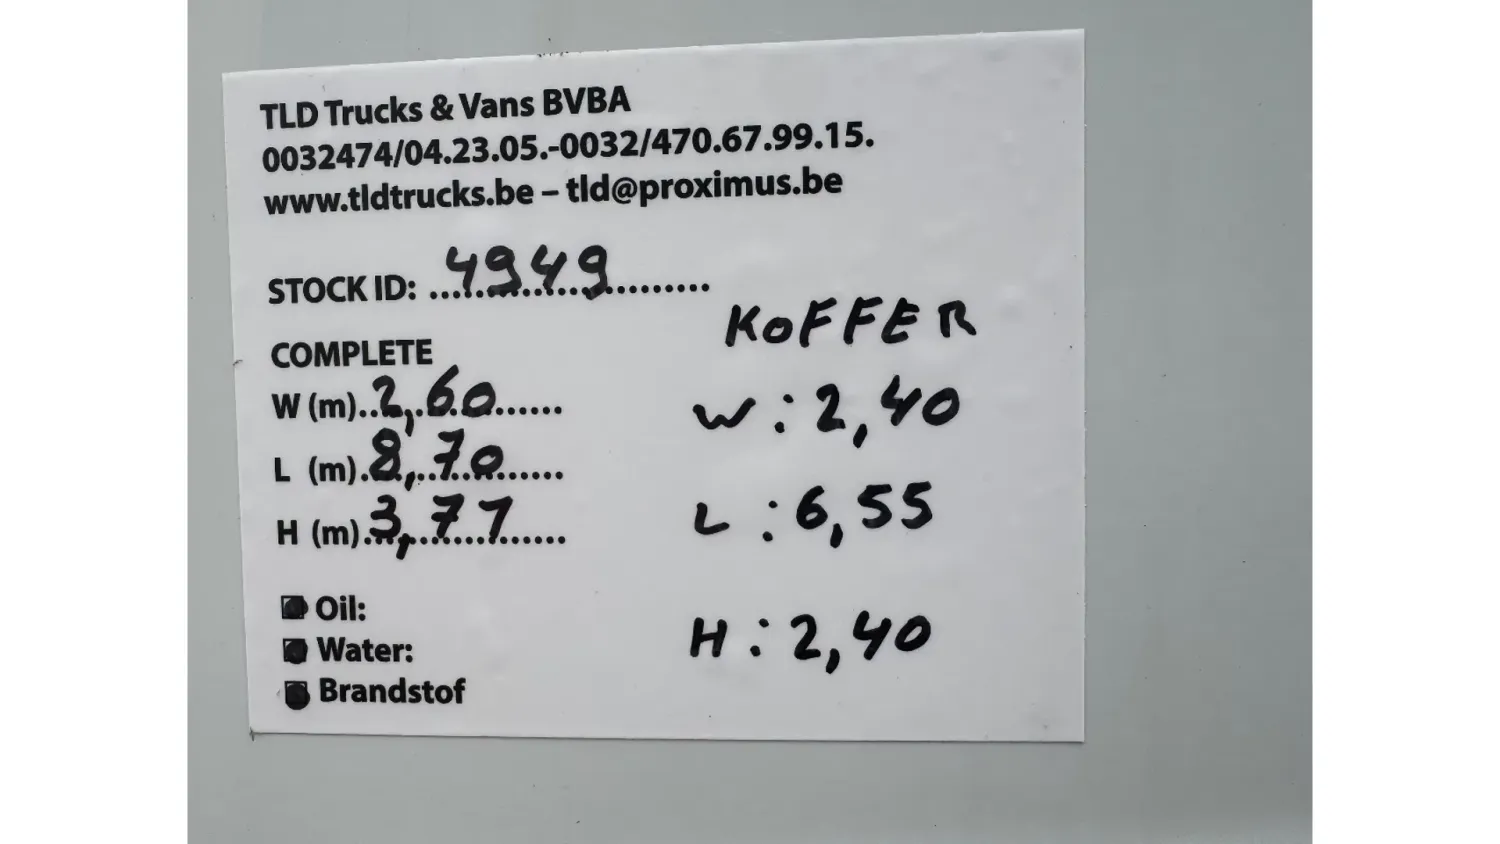 TLD Trucks & Vans BVBA
0032474/04.23.05.-0032/470.67.99.15.
www.tldtrucks.be – tld@proximus.be
STOCK ID: 4949
COMPLETE
W (m) 2,60
L (m) 8,70
H (m) 3,77
Oil:
Water:
Brandstof
KOFFER
W : 2,40
L : 6,55
H : 2,40